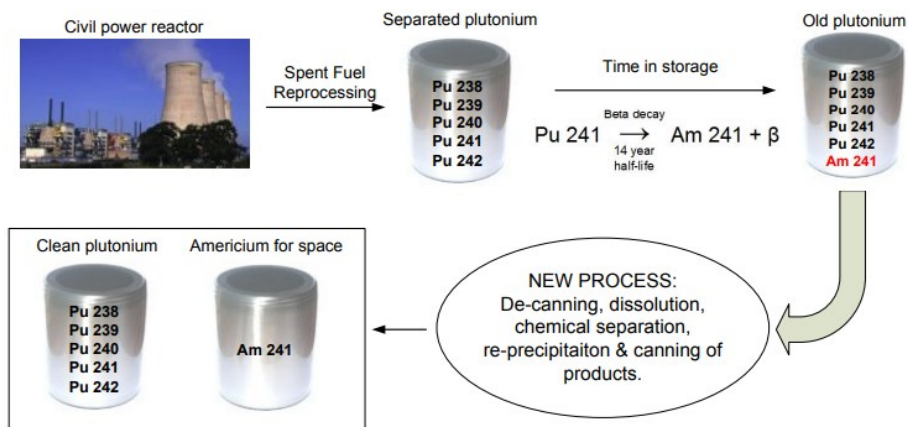 Civil power reactor
Spent Fuel
Reprocessing
Separated plutonium
Pu 238
Pu 239
Pu 240
Pu 241
Pu 242
Time in storage
Pu 241 → Am 241 + β
Beta decay
14 year
half-life
Old plutonium
Pu 238
Pu 239
Pu 240
Pu 241
Pu 242
Am 241
NEW PROCESS:
De-canning, dissolution,
chemical separation,
re-precipitaiton & canning of
products.
Clean plutonium
Pu 238
Pu 239
Pu 240
Pu 241
Pu 242
Americium for space
Am 241